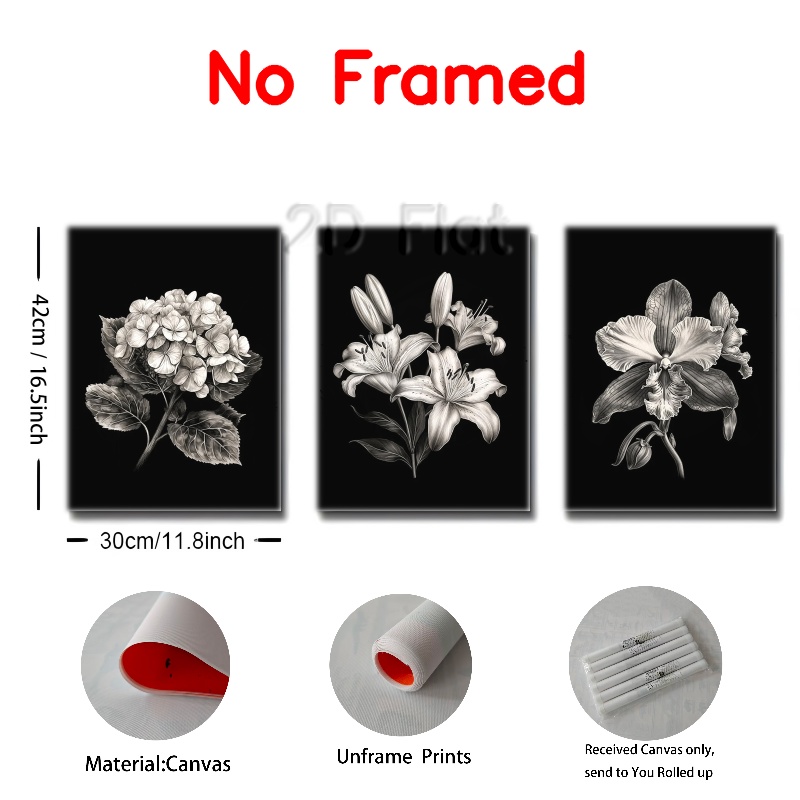 No Framed
2D Flat
42cm / 16.5inch
30cm/11.8inch
Material:Canvas
Unframe Prints
Received Canvas only,
send to You Rolled up